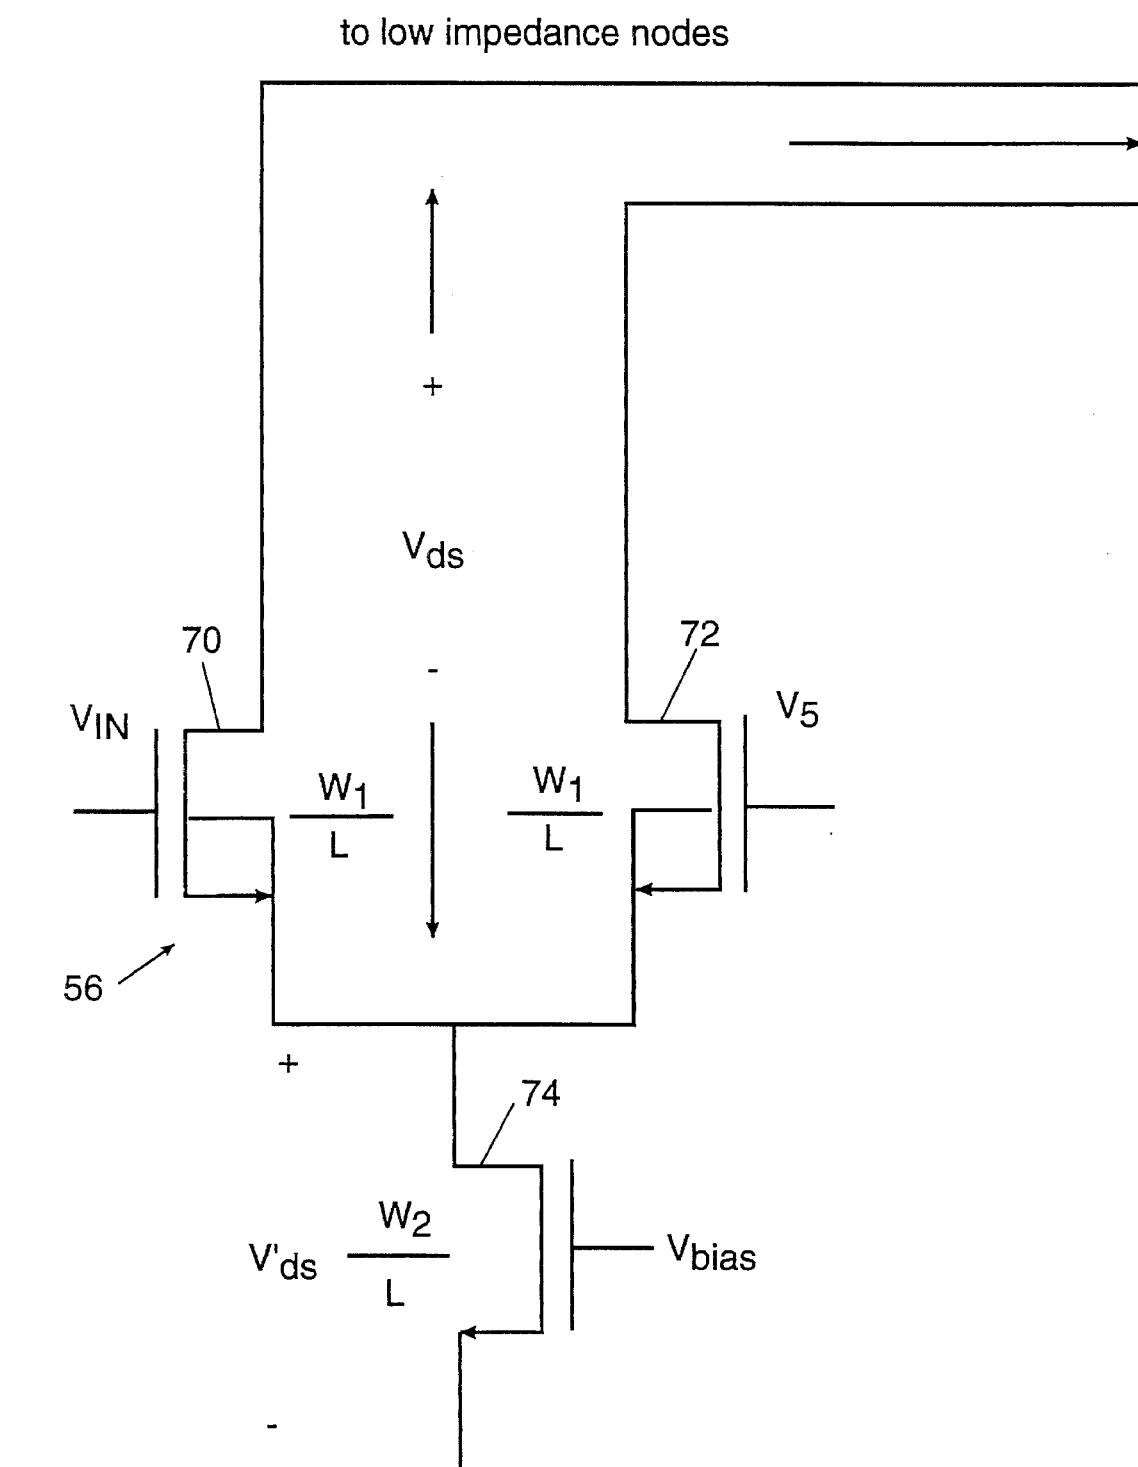 to low impedance nodes
+
Vds
-
70
72
VIN
V5
W1
L
W1
L
56
+
74
W2
L
V'ds
Vbias
-